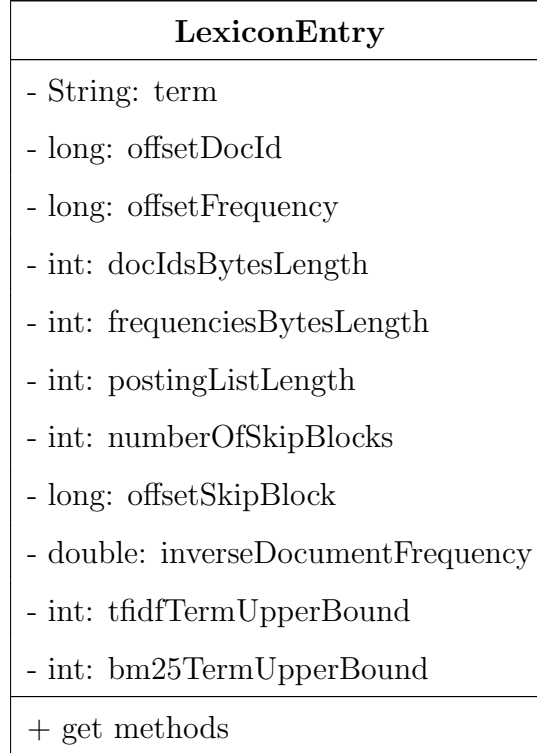 LexiconEntry
- String: term
- long: offsetDocId
- long: offsetFrequency
- int: docIdsBytesLength
- int: frequenciesBytesLength
- int: postingListLength
- int: numberOfSkipBlocks
- long: offsetSkipBlock
- double: inverseDocumentFrequency
- int: tfidfTermUpperBound
- int: bm25TermUpperBound
+ get methods